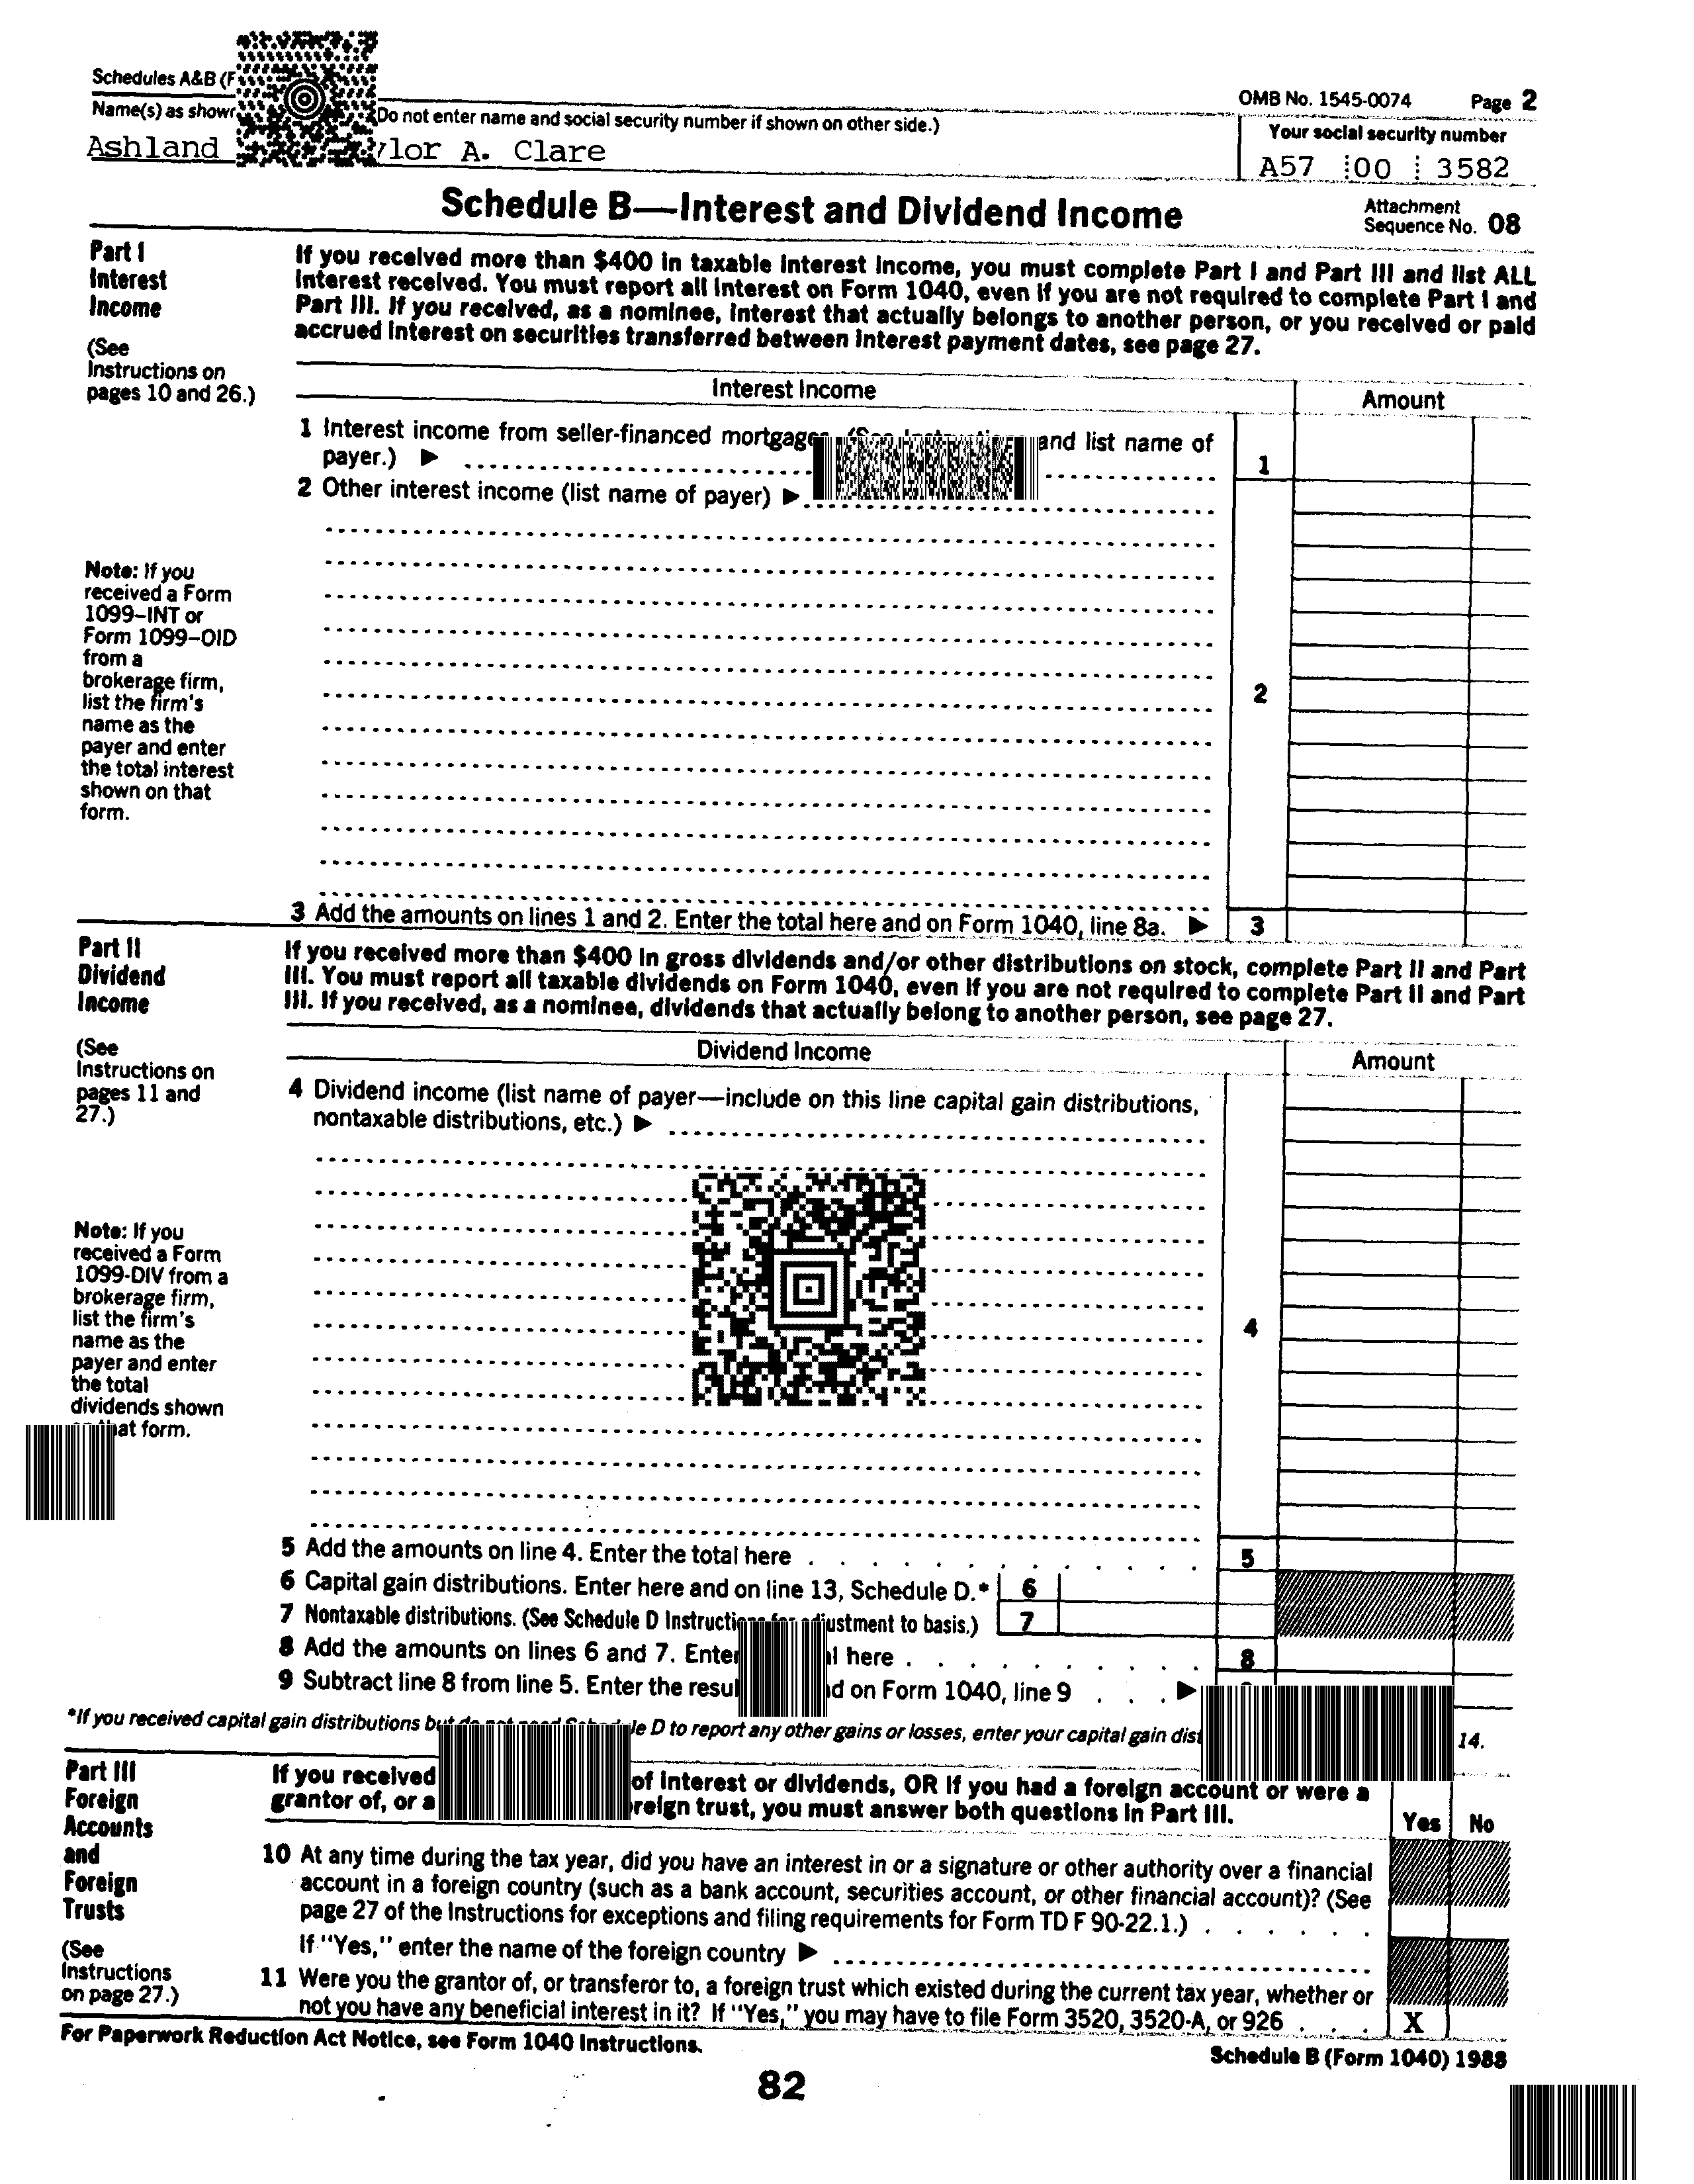 Schedules A&B (F
OMB No. 1545-0074 Page 2
Name(s) as shown Do not enter name and social security number if shown on other side.)
Your social security number
Ashland ylor A. Clare
A57 00 3582
Schedule B—Interest and Dividend Income
Attachment
Sequence No. 08
Part I
Interest
Income
(See
Instructions on
pages 10 and 26.)
If you received more than $400 in taxable interest income, you must complete Part I and Part III and list ALL
interest received. You must report all interest on Form 1040, even if you are not required to complete Part I and
Part III. If you received, as a nominee, interest that actually belongs to another person, or you received or paid
accrued interest on securities transferred between interest payment dates, see page 27.
Interest Income
Amount
1 Interest income from seller-financed mortgages. (See Instructions and list name of
payer.) ▶
1
2 Other interest income (list name of payer) ▶
Note: If you
received a Form
1099–INT or
Form 1099–OID
from a
brokerage firm,
list the firm's
name as the
payer and enter
the total interest
shown on that
form.
2
3 Add the amounts on lines 1 and 2. Enter the total here and on Form 1040, line 8a. ▶ 3
Part II
Dividend
Income
(See
Instructions on
pages 11 and
27.)
If you received more than $400 in gross dividends and/or other distributions on stock, complete Part II and Part
III. You must report all taxable dividends on Form 1040, even if you are not required to complete Part II and Part
III. If you received, as a nominee, dividends that actually belong to another person, see page 27.
Dividend Income
Amount
4 Dividend income (list name of payer—include on this line capital gain distributions,
nontaxable distributions, etc.) ▶
Note: If you
received a Form
1099-DIV from a
brokerage firm,
list the firm's
name as the
payer and enter
the total
dividends shown
that form.
4
5 Add the amounts on line 4. Enter the total here . . . . . . . . . . . . . 5
6 Capital gain distributions. Enter here and on line 13, Schedule D.* 6
7 Nontaxable distributions. (See Schedule D Instructions for adjustment to basis.) 7
8 Add the amounts on lines 6 and 7. Enter here . . . . . . . . . . 8
9 Subtract line 8 from line 5. Enter the result on Form 1040, line 9 . . . ▶
*If you received capital gain distributions but do not need Schedule D to report any other gains or losses, enter your capital gain dist 14.
Part III
Foreign
Accounts
and
Foreign
Trusts
(See
Instructions
on page 27.)
If you received of interest or dividends, OR if you had a foreign account or were a
grantor of, or a foreign trust, you must answer both questions in Part III.
Yes No
10 At any time during the tax year, did you have an interest in or a signature or other authority over a financial
account in a foreign country (such as a bank account, securities account, or other financial account)? (See
page 27 of the Instructions for exceptions and filing requirements for Form TD F 90-22.1.) . . . . . .
If "Yes," enter the name of the foreign country ▶
11 Were you the grantor of, or transferor to, a foreign trust which existed during the current tax year, whether or
not you have any beneficial interest in it? If "Yes," you may have to file Form 3520, 3520-A, or 926 . . . X
For Paperwork Reduction Act Notice, see Form 1040 Instructions.
Schedule B (Form 1040) 1988
82